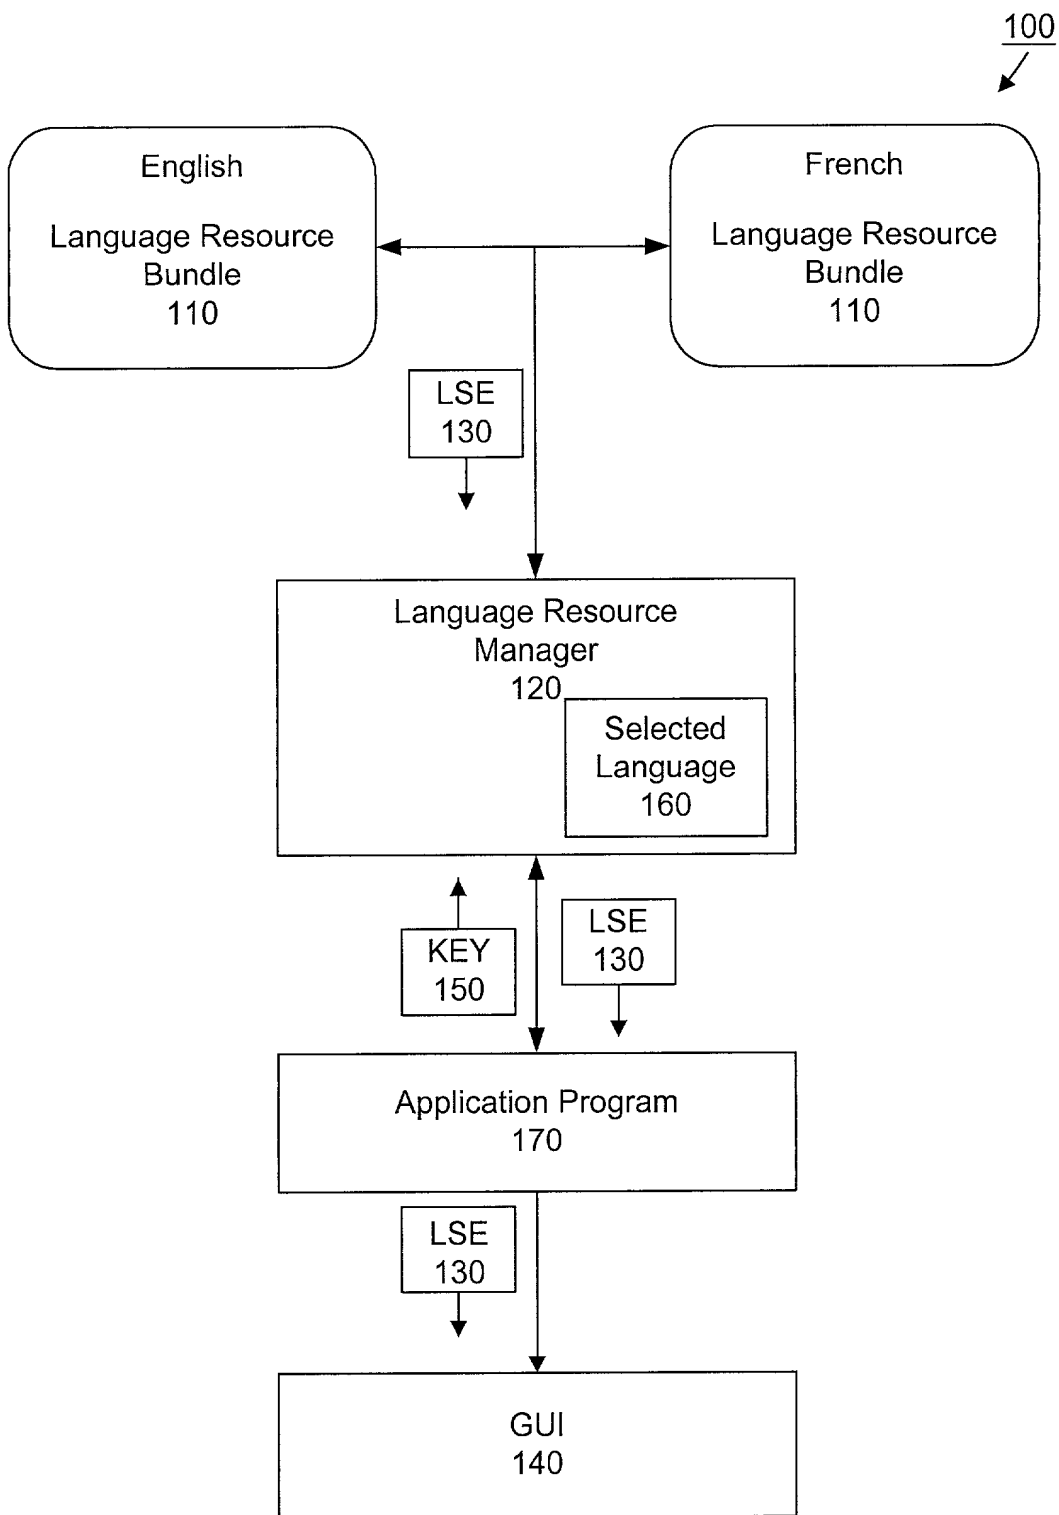 100
English
Language Resource
Bundle
110
French
Language Resource
Bundle
110
LSE
130
Language Resource
Manager
120
Selected
Language
160
KEY
150
LSE
130
Application Program
170
LSE
130
GUI
140